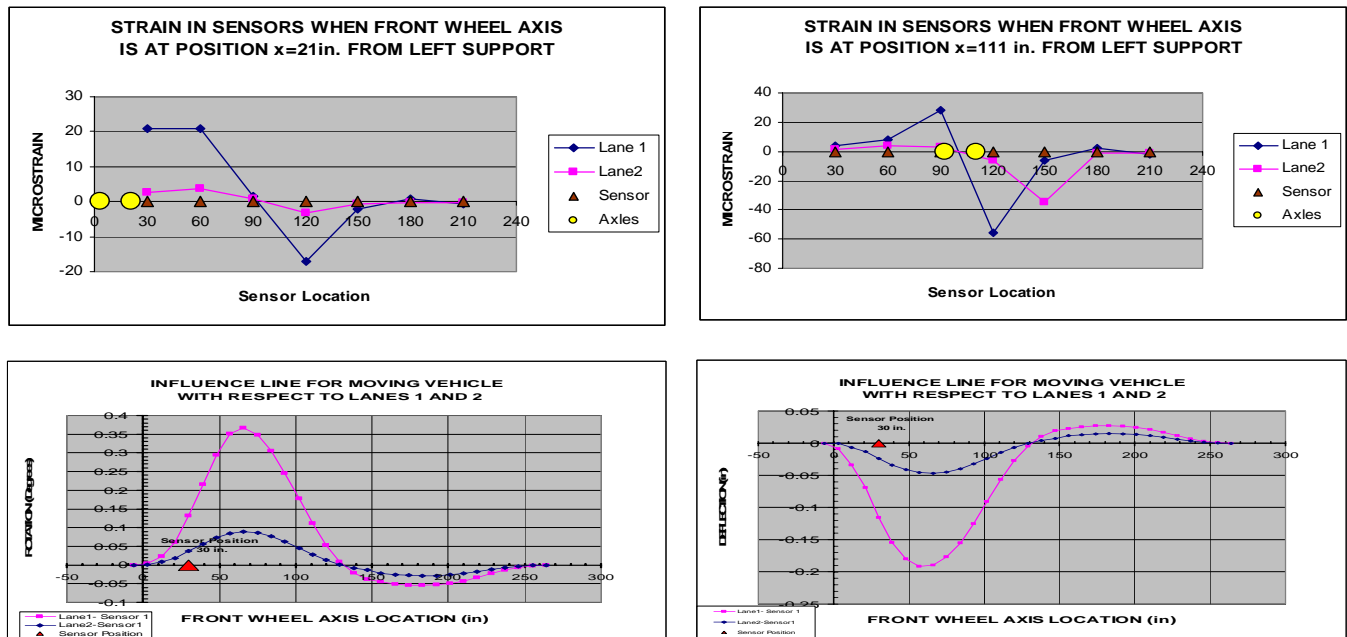 STRAIN IN SENSORS WHEN FRONT WHEEL AXIS
IS AT POSITION x=21in. FROM LEFT SUPPORT
30
20
10
0
-10
-20
0 30 60 90 120 150 180 210 240
MICROSTRAIN
Sensor Location
Lane 1
Lane2
Sensor
Axles
STRAIN IN SENSORS WHEN FRONT WHEEL AXIS
IS AT POSITION x=111 in. FROM LEFT SUPPORT
40
20
0
-20
-40
-60
-80
0 30 60 90 120 150 180 210 240
MICROSTRAIN
Sensor Location
Lane 1
Lane2
Sensor
Axles
INFLUENCE LINE FOR MOVING VEHICLE
WITH RESPECT TO LANES 1 AND 2
0.4
0.35
0.3
0.25
0.2
0.15
0.1
0.05
0
-0.05
-0.1
-50 0 50 100 150 200 250 300
ROTATION (Degrees)
Sensor Position
30 in.
FRONT WHEEL AXIS LOCATION (in)
Lane1- Sensor 1
Lane2-Sensor1
Sensor Position
INFLUENCE LINE FOR MOVING VEHICLE
WITH RESPECT TO LANES 1 AND 2
0.05
0
-0.05
-0.1
-0.15
-0.2
-0.25
-50 0 50 100 150 200 250 300
DEFLECTION(in)
Sensor Position
30 in.
FRONT WHEEL AXIS LOCATION (in)
Lane1- Sensor 1
Lane2-Sensor1
Sensor Position